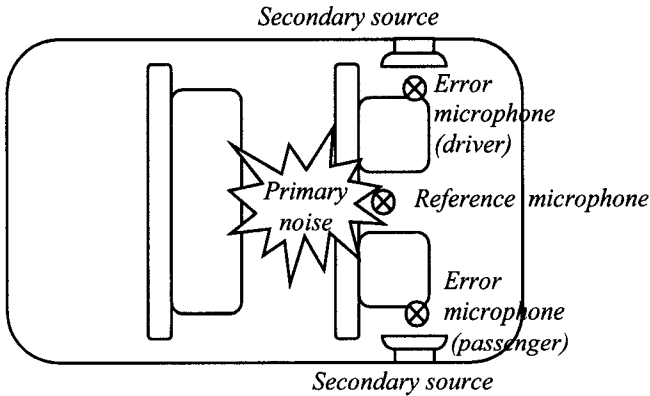 Secondary source
Error
microphone
(driver)
Primary
noise
Reference microphone
Error
microphone
(passenger)
Secondary source